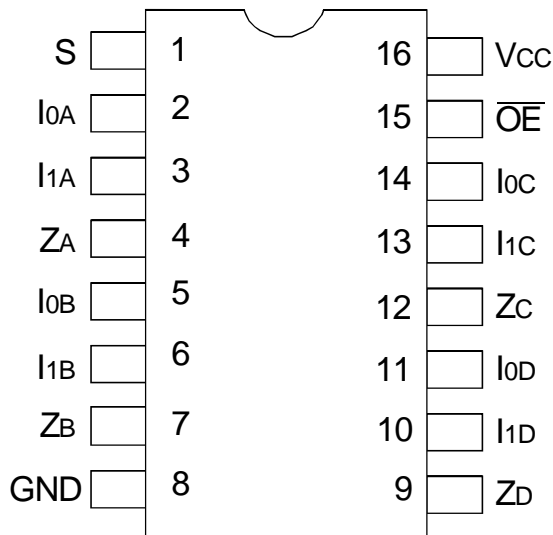 S 1 16 VCC
I0A 2 15 O̅E̅
I1A 3 14 I0C
ZA 4 13 I1C
I0B 5 12 ZC
I1B 6 11 I0D
ZB 7 10 I1D
GND 8 9 ZD